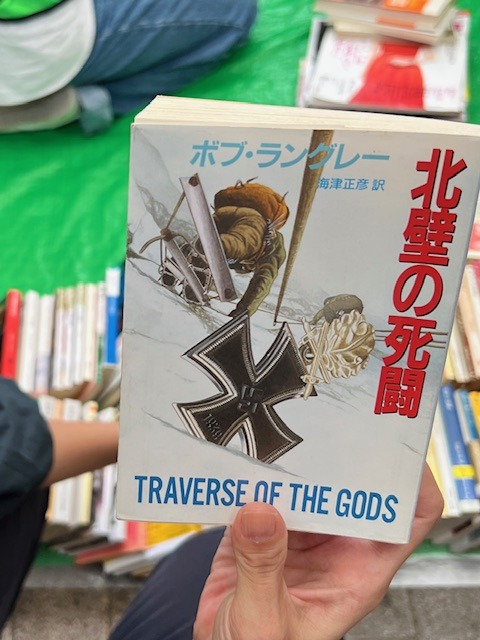 ボブ・ラングレー
海津正彦 訳
北壁の死闘
1939
TRAVERSE OF THE GODS